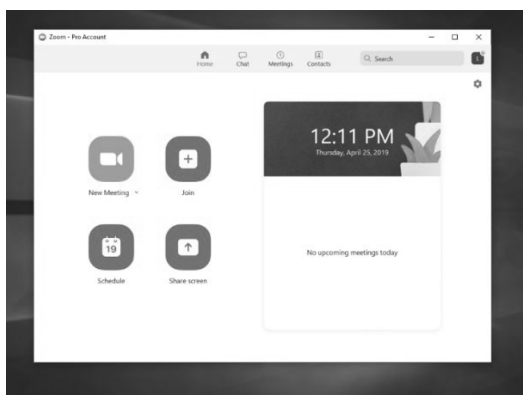 Zoom - Pro Account
Home Chat Meetings Contacts
Search
12:11 PM
Thursday, April 25, 2019
New Meeting Join
19
Schedule Share screen
No upcoming meetings today